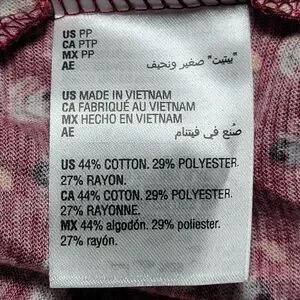 US PP
CA PTP
MX PP
AE "بيتيت" صغير ونحيف
US MADE IN VIETNAM
CA FABRIQUÉ AU VIETNAM
MX HECHO EN VIETNAM
AE صُنع في فيتنام
US 44% COTTON. 29% POLYESTER.
27% RAYON.
CA 44% COTON. 29% POLYESTER.
27% RAYONNE.
MX 44% algodón. 29% poliester.
27% rayón.